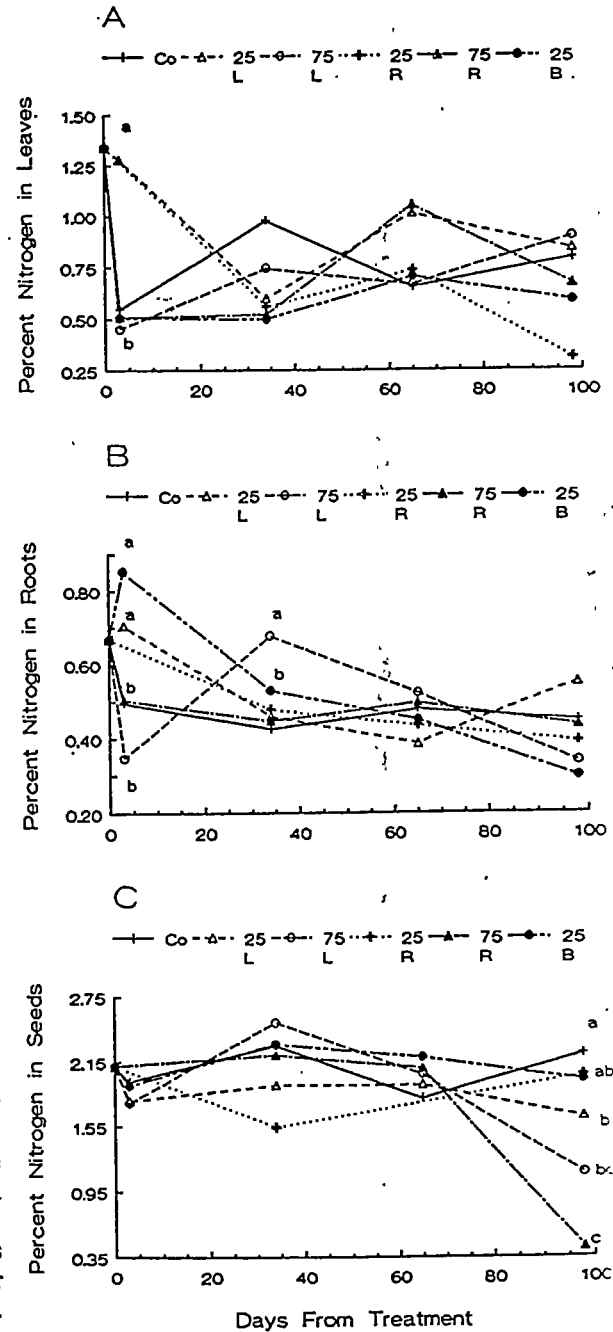 A
Co 25 75 25 75 25
L L R R B
Percent Nitrogen in Leaves
1.50
1.25
1.00
0.75
0.50
0.25
a
b
0 20 40 60 80 100
B
Co 25 75 25 75 25
L L R R B
Percent Nitrogen in Roots
0.80
0.60
0.40
0.20
a
a
b
b
a
b
0 20 40 60 80 100
C
Co 25 75 25 75 25
L L R R B
Percent Nitrogen in Seeds
2.75
2.15
1.55
0.95
0.35
a
ab
b
bc
c
0 20 40 60 80 100
Days From Treatment